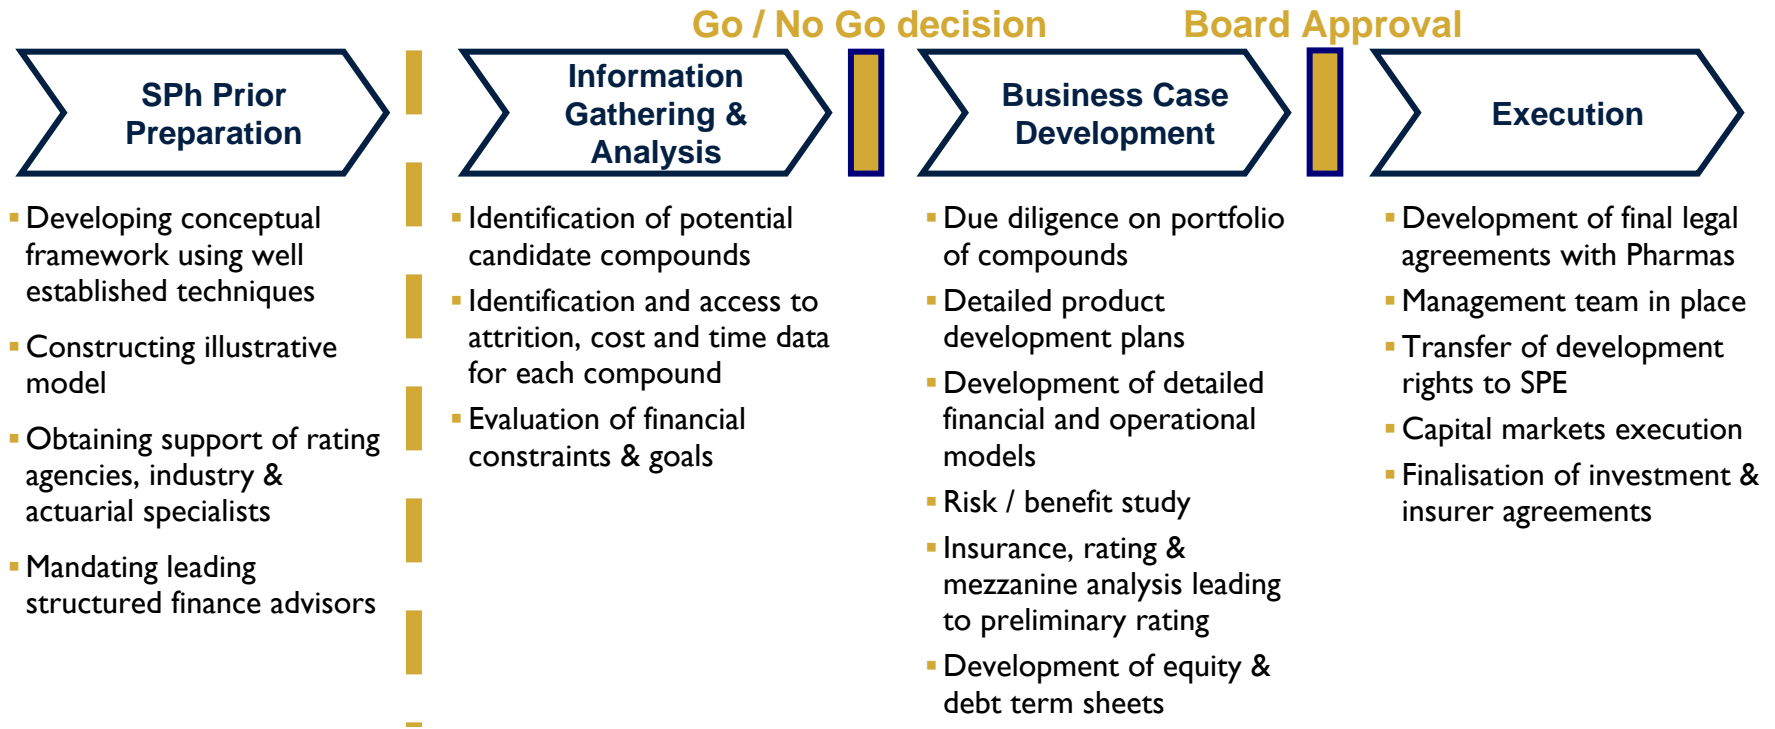 Go / No Go decision
Board Approval
SPh Prior
Preparation
▪Developing conceptual
framework using well
established techniques
▪Constructing illustrative
model
▪Obtaining support of rating
agencies, industry &
actuarial specialists
▪Mandating leading
structured finance advisors
Information
Gathering &
Analysis
▪Identification of potential
candidate compounds
▪Identification and access to
attrition, cost and time data
for each compound
▪Evaluation of financial
constraints & goals
Business Case
Development
▪Due diligence on portfolio
of compounds
▪Detailed product
development plans
▪Development of detailed
financial and operational
models
▪Risk / benefit study
▪Insurance, rating &
mezzanine analysis leading
to preliminary rating
▪Development of equity &
debt term sheets
Execution
▪Development of final legal
agreements with Pharmas
▪Management team in place
▪Transfer of development
rights to SPE
▪Capital markets execution
▪Finalisation of investment &
insurer agreements